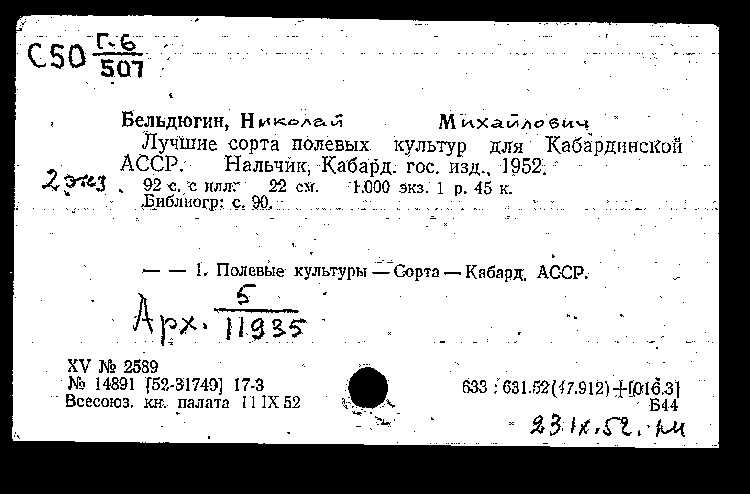 С50 Г-6
507
Бельдюгин, Николай Михайлович
Лучшие сорта полевых культур для Кабардинской
АССР. Нальчик, Кабард. гос. изд., 1952.
2 экз. 92 с. с илл. 22 см. 1.000 экз. 1 р. 45 к.
Библиогр: с. 90.
— — 1. Полевые культуры — Сорта — Кабард. АССР.
5
Арх. 11935
XV № 2589
№ 14891 [52-31749] 17-3
633 : 631.52(47.912)+[016.3]
Всесоюз. кн. палата 11 IX 52
Б44
23.IX.52.